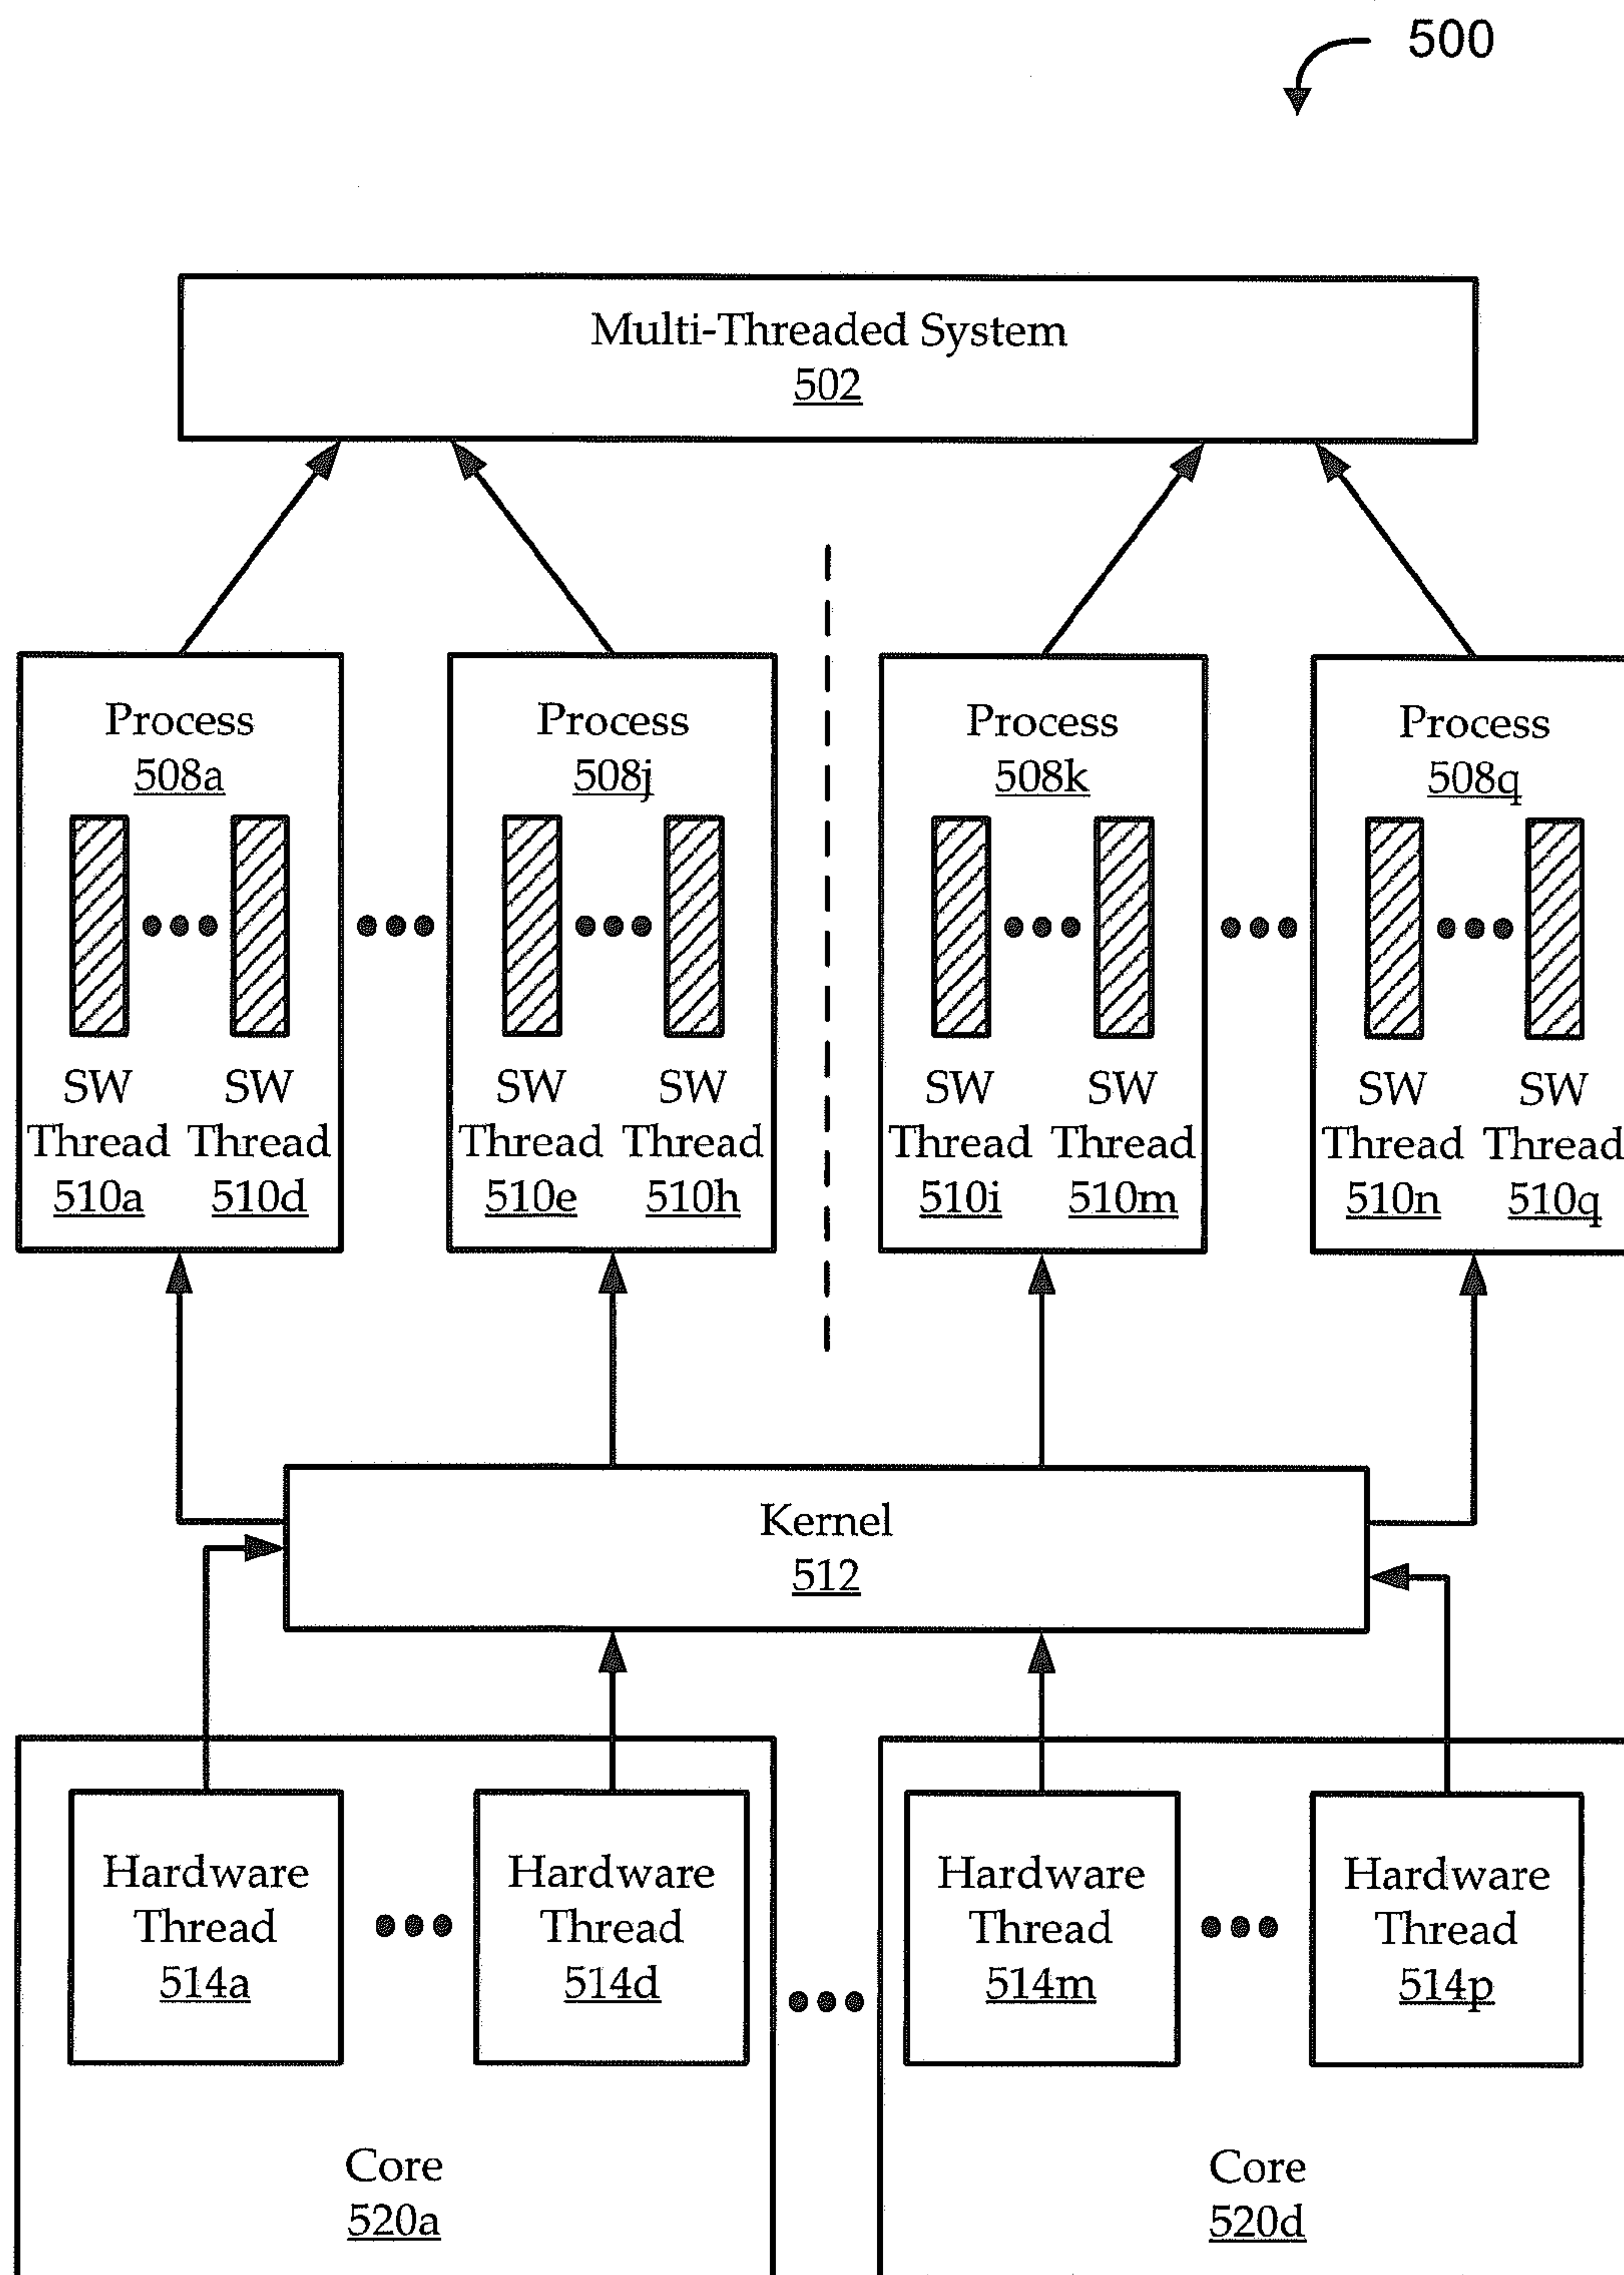 500
Multi-Threaded System
502
Process
508a
Process
508j
Process
508k
Process
508q
SW
Thread
510a
SW
Thread
510d
SW
Thread
510e
SW
Thread
510h
SW
Thread
510i
SW
Thread
510m
SW
Thread
510n
SW
Thread
510q
Kernel
512
Hardware
Thread
514a
Hardware
Thread
514d
Hardware
Thread
514m
Hardware
Thread
514p
Core
520a
Core
520d